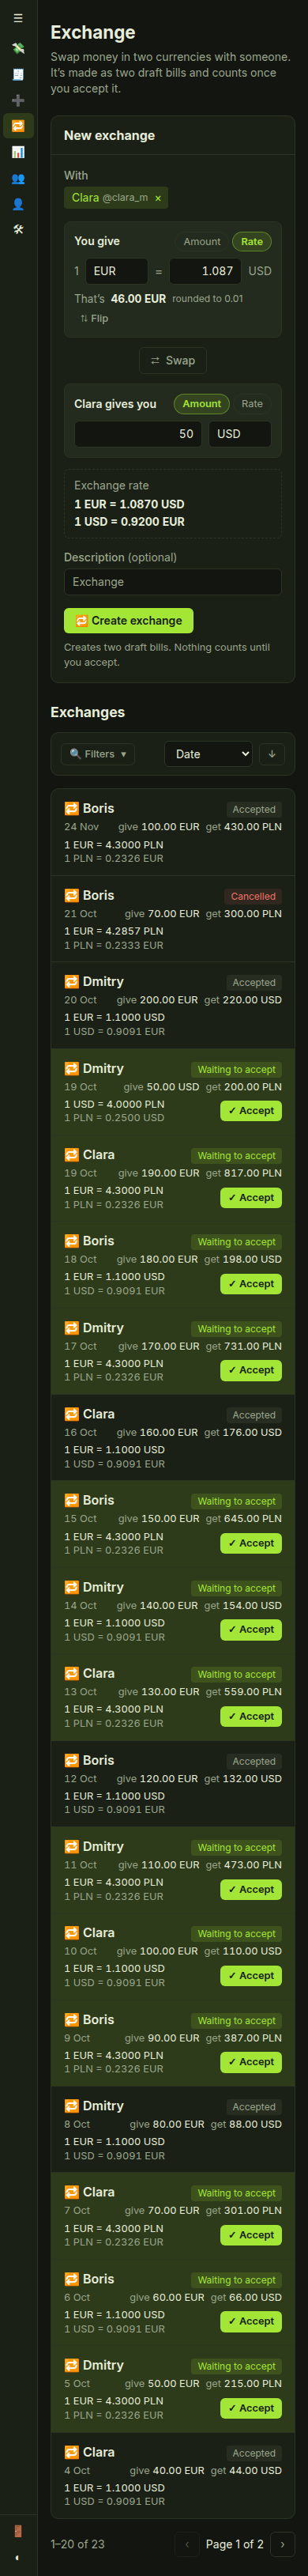 Exchange
Swap money in two currencies with someone.
It's made as two draft bills and counts once
you accept it.
New exchange
With
Clara @clara_m ×
You give Amount Rate
1 EUR = 1.087 USD
That's 46.00 EUR rounded to 0.01
⇅ Flip
⇄ Swap
Clara gives you Amount Rate
50 USD
Exchange rate
1 EUR = 1.0870 USD
1 USD = 0.9200 EUR
Description (optional)
Exchange
Create exchange
Creates two draft bills. Nothing counts until
you accept.
Exchanges
Filters ▾ Date ↓
Boris Accepted
24 Nov give 100.00 EUR get 430.00 PLN
1 EUR = 4.3000 PLN
1 PLN = 0.2326 EUR
Boris Cancelled
21 Oct give 70.00 EUR get 300.00 PLN
1 EUR = 4.2857 PLN
1 PLN = 0.2333 EUR
Dmitry Accepted
20 Oct give 200.00 EUR get 220.00 USD
1 EUR = 1.1000 USD
1 USD = 0.9091 EUR
Dmitry Waiting to accept
19 Oct give 50.00 USD get 200.00 PLN
1 USD = 4.0000 PLN
1 PLN = 0.2500 USD
✓ Accept
Clara Waiting to accept
19 Oct give 190.00 EUR get 817.00 PLN
1 EUR = 4.3000 PLN
1 PLN = 0.2326 EUR
✓ Accept
Boris Waiting to accept
18 Oct give 180.00 EUR get 198.00 USD
1 EUR = 1.1000 USD
1 USD = 0.9091 EUR
✓ Accept
Dmitry Waiting to accept
17 Oct give 170.00 EUR get 731.00 PLN
1 EUR = 4.3000 PLN
1 PLN = 0.2326 EUR
✓ Accept
Clara Accepted
16 Oct give 160.00 EUR get 176.00 USD
1 EUR = 1.1000 USD
1 USD = 0.9091 EUR
Boris Waiting to accept
15 Oct give 150.00 EUR get 645.00 PLN
1 EUR = 4.3000 PLN
1 PLN = 0.2326 EUR
✓ Accept
Dmitry Waiting to accept
14 Oct give 140.00 EUR get 154.00 USD
1 EUR = 1.1000 USD
1 USD = 0.9091 EUR
✓ Accept
Clara Waiting to accept
13 Oct give 130.00 EUR get 559.00 PLN
1 EUR = 4.3000 PLN
1 PLN = 0.2326 EUR
✓ Accept
Boris Accepted
12 Oct give 120.00 EUR get 132.00 USD
1 EUR = 1.1000 USD
1 USD = 0.9091 EUR
Dmitry Waiting to accept
11 Oct give 110.00 EUR get 473.00 PLN
1 EUR = 4.3000 PLN
1 PLN = 0.2326 EUR
✓ Accept
Clara Waiting to accept
10 Oct give 100.00 EUR get 110.00 USD
1 EUR = 1.1000 USD
1 USD = 0.9091 EUR
✓ Accept
Boris Waiting to accept
9 Oct give 90.00 EUR get 387.00 PLN
1 EUR = 4.3000 PLN
1 PLN = 0.2326 EUR
✓ Accept
Dmitry Accepted
8 Oct give 80.00 EUR get 88.00 USD
1 EUR = 1.1000 USD
1 USD = 0.9091 EUR
Clara Waiting to accept
7 Oct give 70.00 EUR get 301.00 PLN
1 EUR = 4.3000 PLN
1 PLN = 0.2326 EUR
✓ Accept
Boris Waiting to accept
6 Oct give 60.00 EUR get 66.00 USD
1 EUR = 1.1000 USD
1 USD = 0.9091 EUR
✓ Accept
Dmitry Waiting to accept
5 Oct give 50.00 EUR get 215.00 PLN
1 EUR = 4.3000 PLN
1 PLN = 0.2326 EUR
✓ Accept
Clara Accepted
4 Oct give 40.00 EUR get 44.00 USD
1 EUR = 1.1000 USD
1 USD = 0.9091 EUR
1–20 of 23 ‹ Page 1 of 2 ›